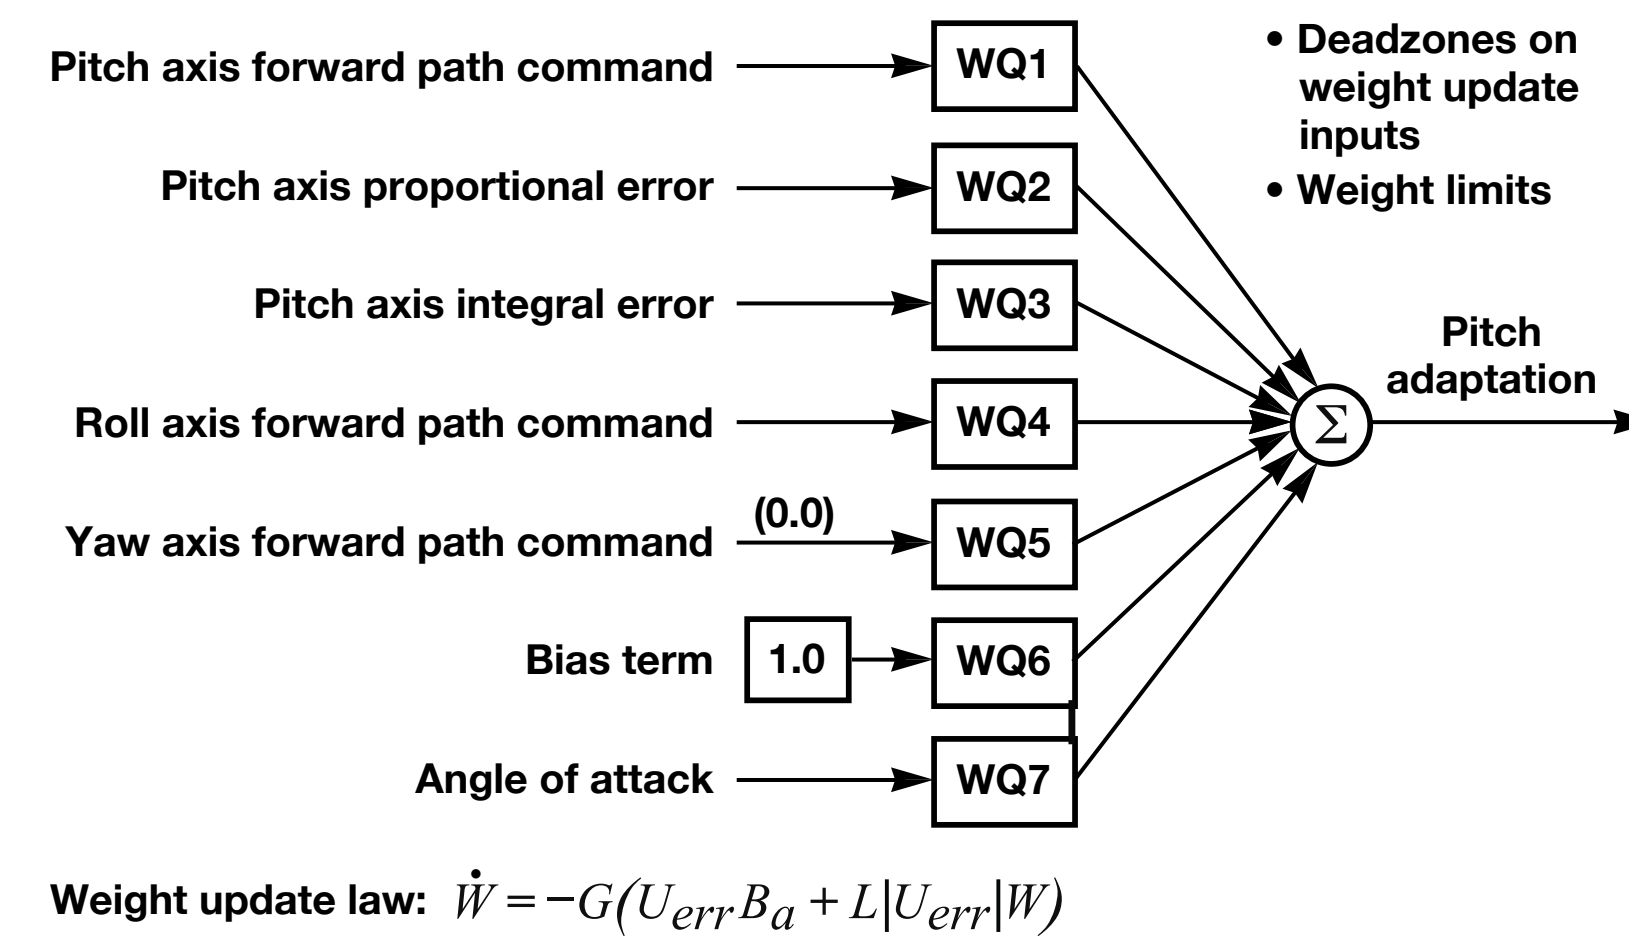 Pitch axis forward path command
WQ1
Pitch axis proportional error
WQ2
Pitch axis integral error
WQ3
Roll axis forward path command
WQ4
Yaw axis forward path command
(0.0)
WQ5
Bias term
1.0
WQ6
Angle of attack
WQ7
• Deadzones on
weight update
inputs
• Weight limits
Σ
Pitch
adaptation
Weight update law: Ẇ = −G(U_err B_a + L|U_err|W)